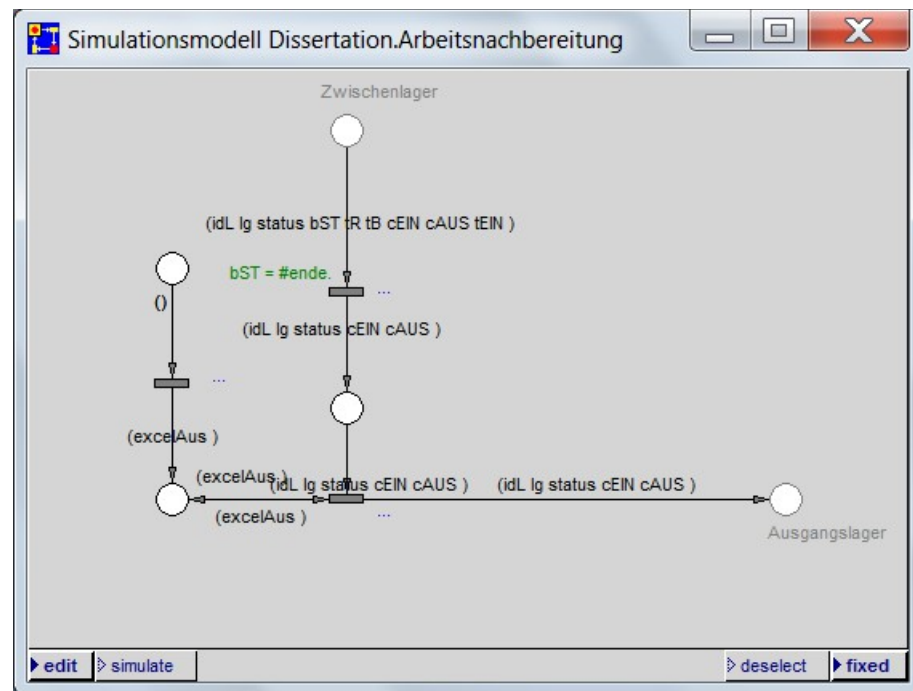 Simulationsmodell Dissertation.Arbeitsnachbereitung
Zwischenlager
(idL lg status bST tR tB cEIN cAUS tEIN )
bST = #ende.
...
()
(idL lg status cEIN cAUS )
...
(excelAus )
(excelAus )
(idL lg status cEIN cAUS )
(idL lg status cEIN cAUS )
(excelAus )
...
Ausgangslager
edit
simulate
deselect
fixed